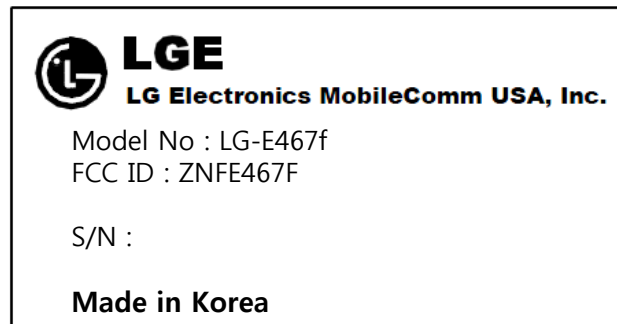 LGE
LG Electronics MobileComm USA, Inc.
Model No : LG-E467f
FCC ID : ZNFE467F
S/N :
Made in Korea